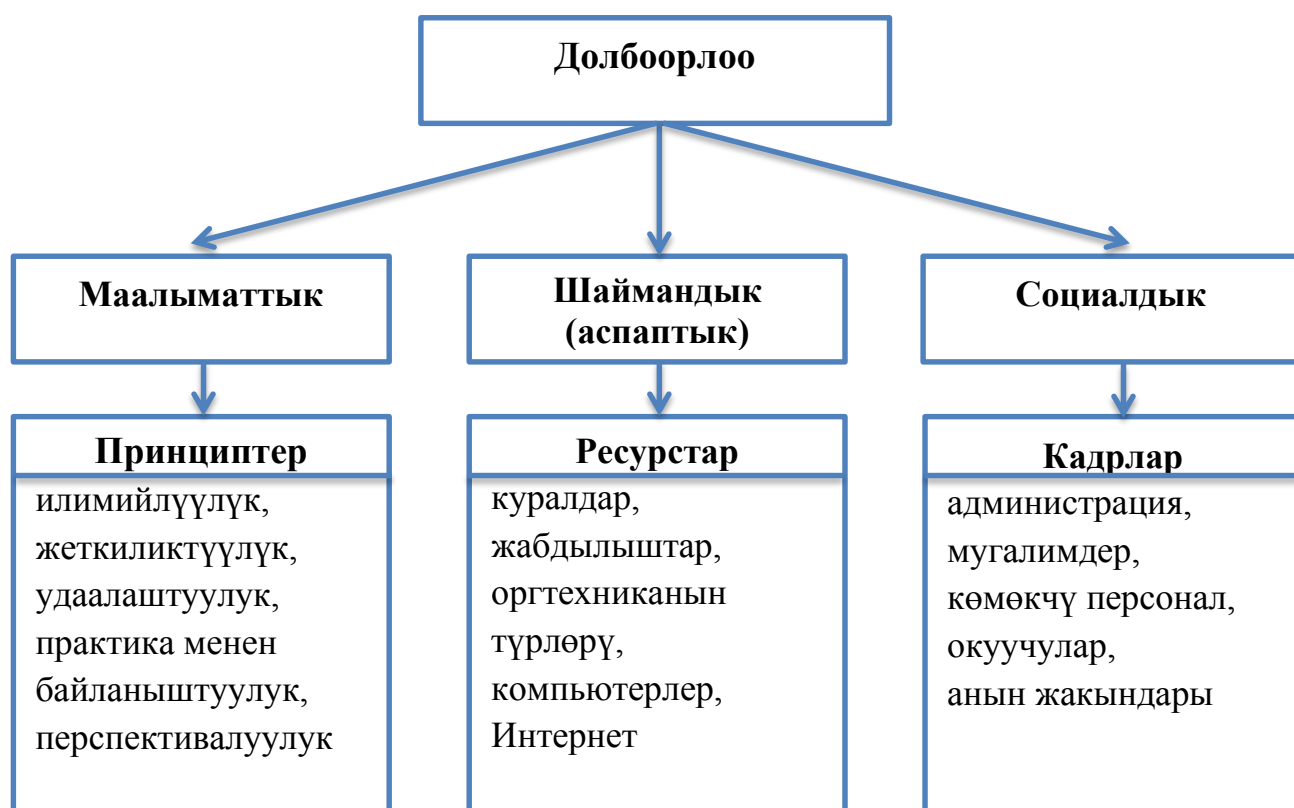 Долбоорлоо
Маалыматтык
Шаймандык
(аспаптык)
Социалдык
Принциптер
илимийлүүлүк,
жеткиликтүүлүк,
удаалаштуулук,
практика менен
байланыштуулук,
перспективалуулук
Ресурстар
куралдар,
жабдылыштар,
оргтехниканын
түрлөрү,
компьютерлер,
Интернет
Кадрлар
администрация,
мугалимдер,
көмөкчү персонал,
окуучулар,
анын жакындары